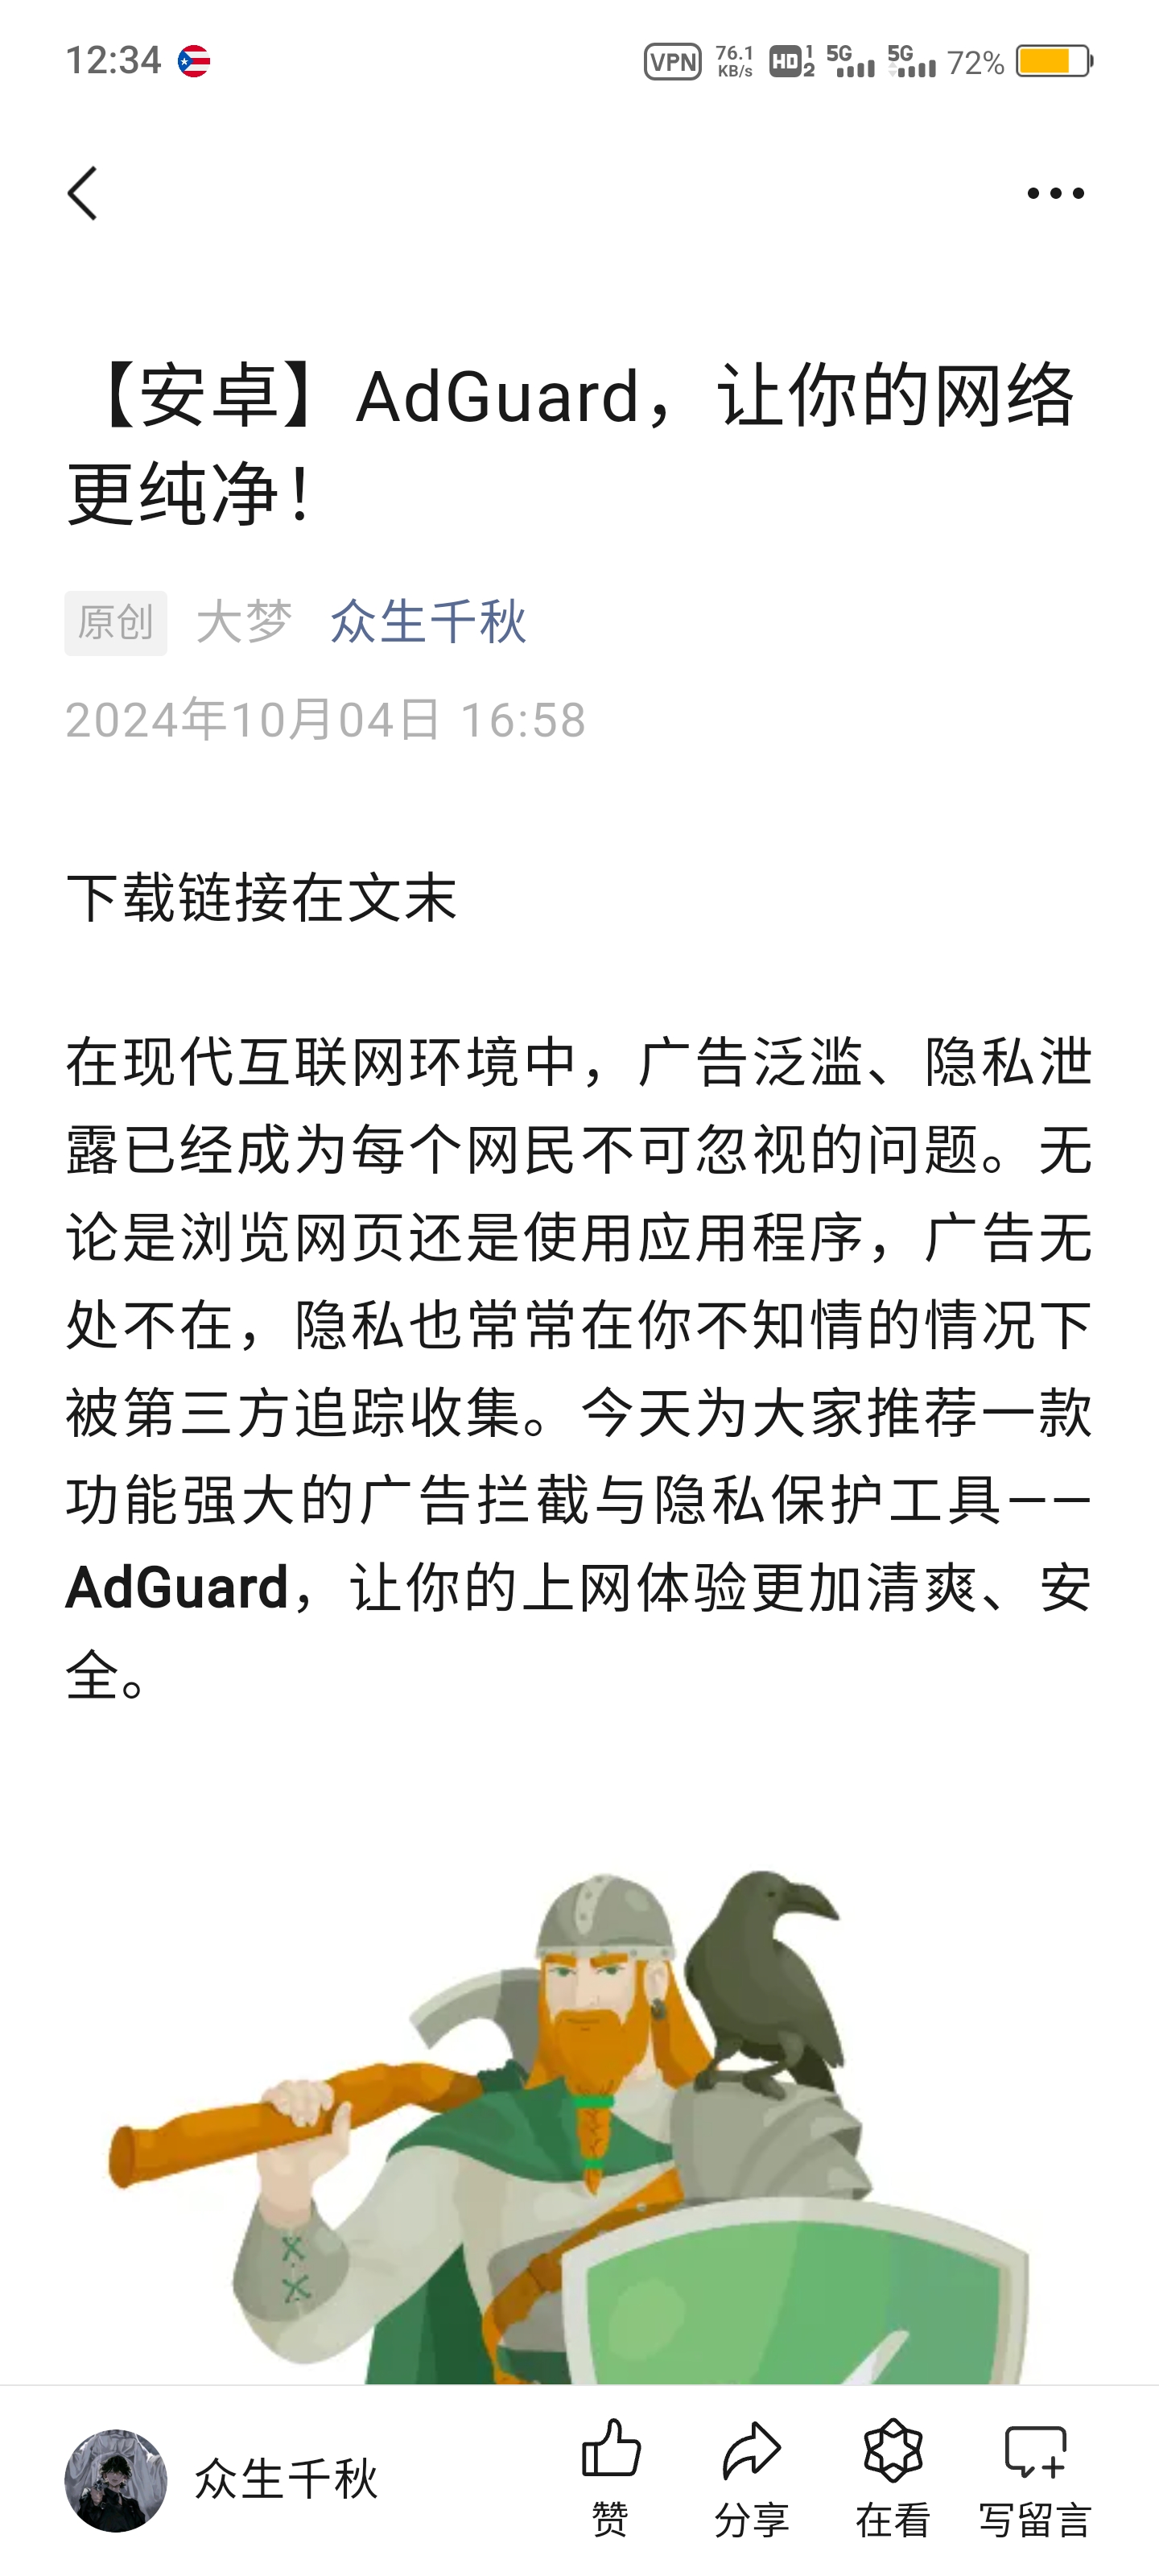 12:34 VPN 76.1 KB/s HD 1 2 5G 5G 72%
【安卓】AdGuard，让你的网络
更纯净！
原创 大梦 众生千秋
2024年10月04日 16:58
下载链接在文末
在现代互联网环境中，广告泛滥、隐私泄
露已经成为每个网民不可忽视的问题。无
论是浏览网页还是使用应用程序，广告无
处不在，隐私也常常在你不知情的情况下
被第三方追踪收集。今天为大家推荐一款
功能强大的广告拦截与隐私保护工具——
AdGuard，让你的上网体验更加清爽、安
全。
众生千秋 赞 分享 在看 写留言